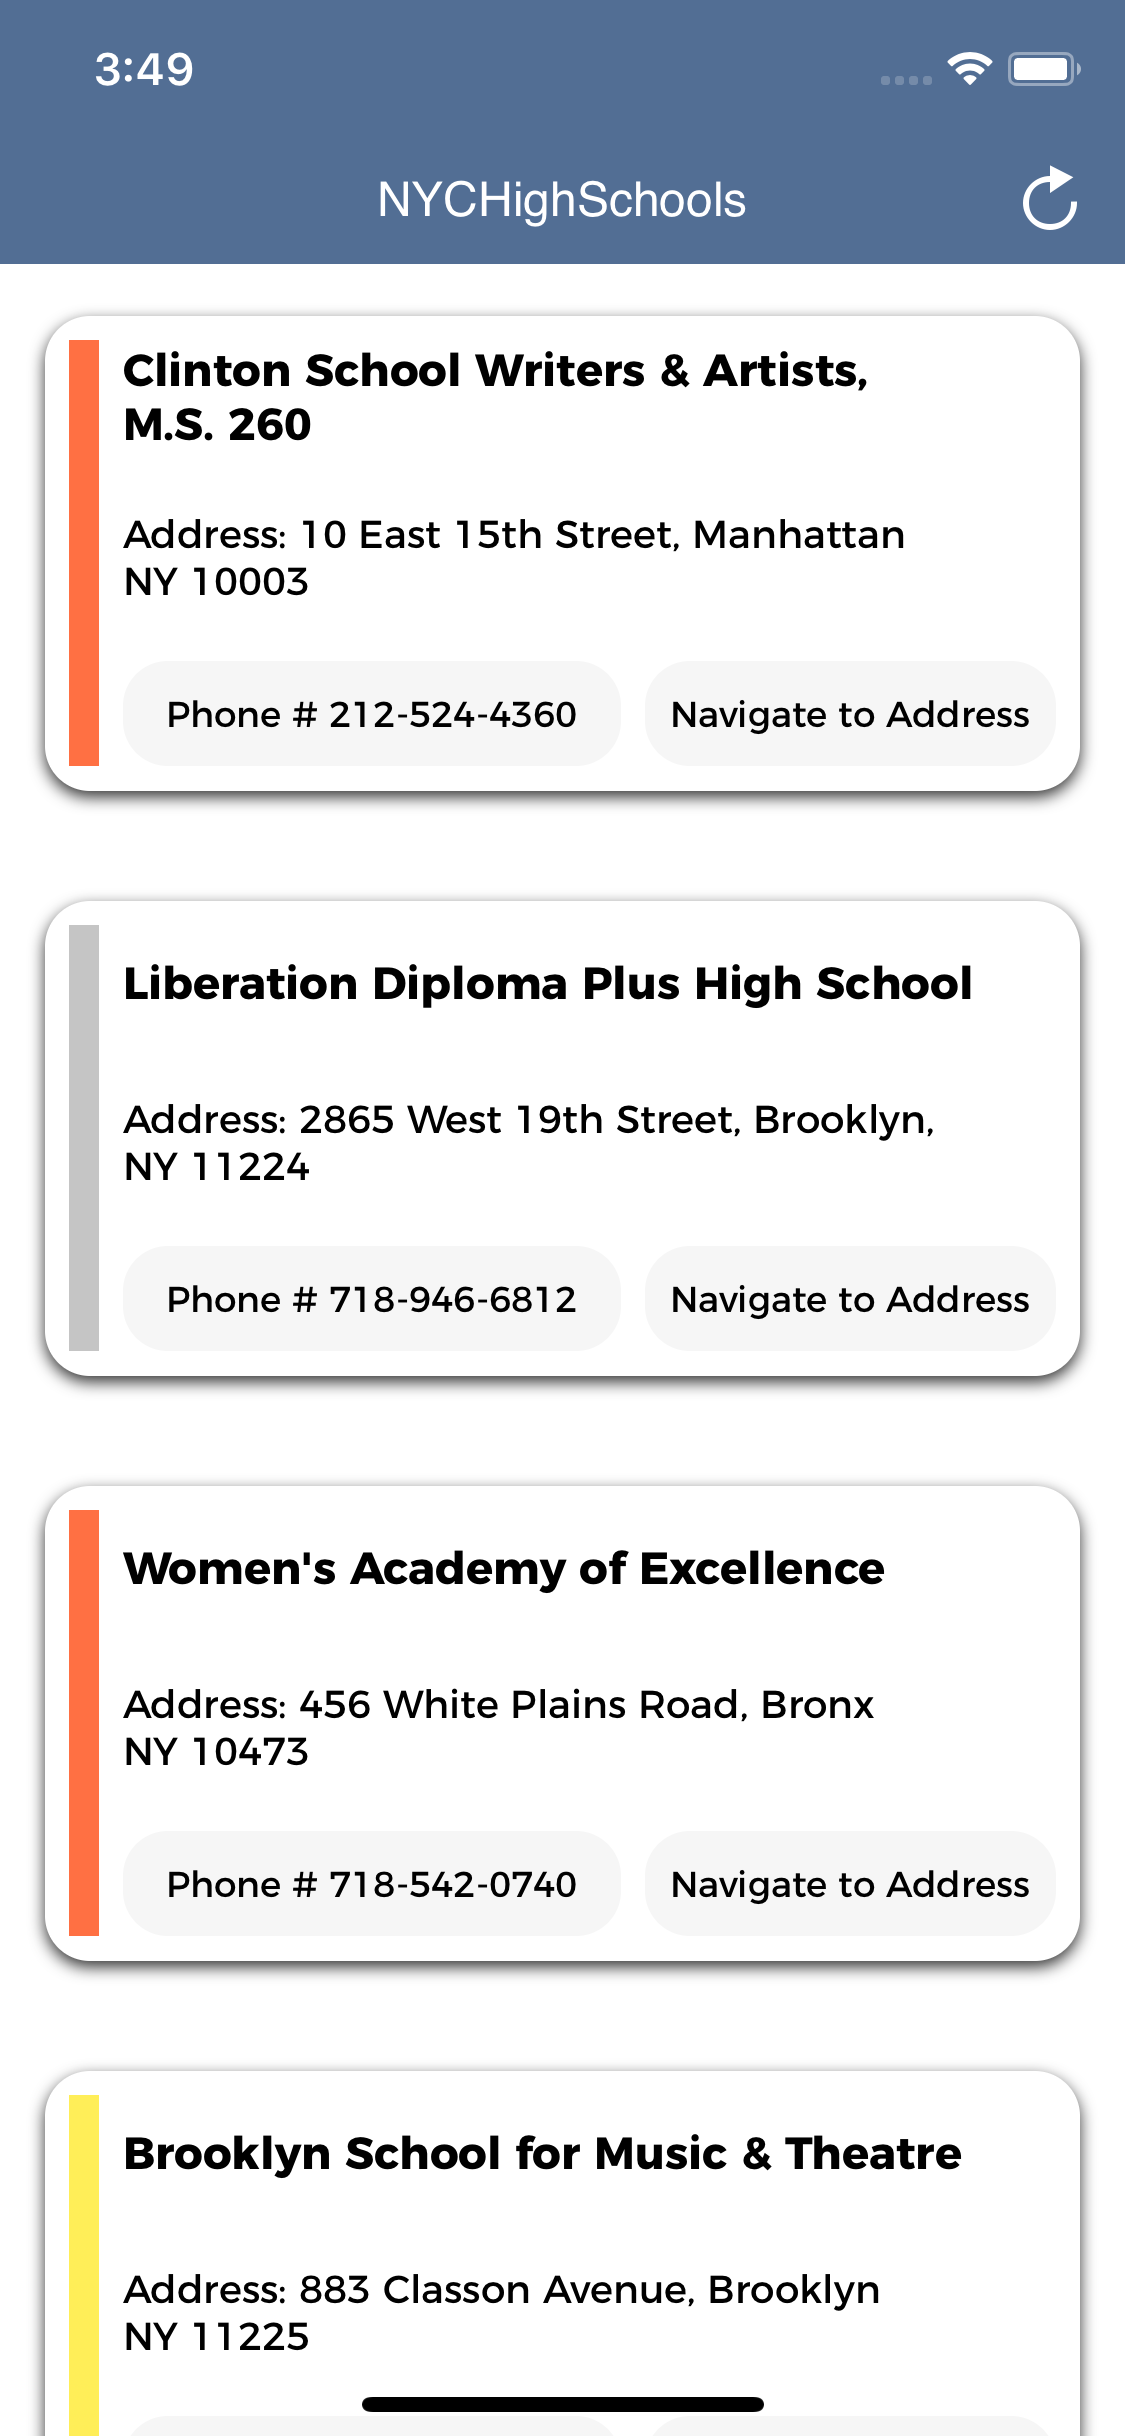 3:49
NYCHighSchools
Clinton School Writers & Artists,
M.S. 260
Address: 10 East 15th Street, Manhattan
NY 10003
Phone # 212-524-4360
Navigate to Address
Liberation Diploma Plus High School
Address: 2865 West 19th Street, Brooklyn,
NY 11224
Phone # 718-946-6812
Navigate to Address
Women's Academy of Excellence
Address: 456 White Plains Road, Bronx
NY 10473
Phone # 718-542-0740
Navigate to Address
Brooklyn School for Music & Theatre
Address: 883 Classon Avenue, Brooklyn
NY 11225